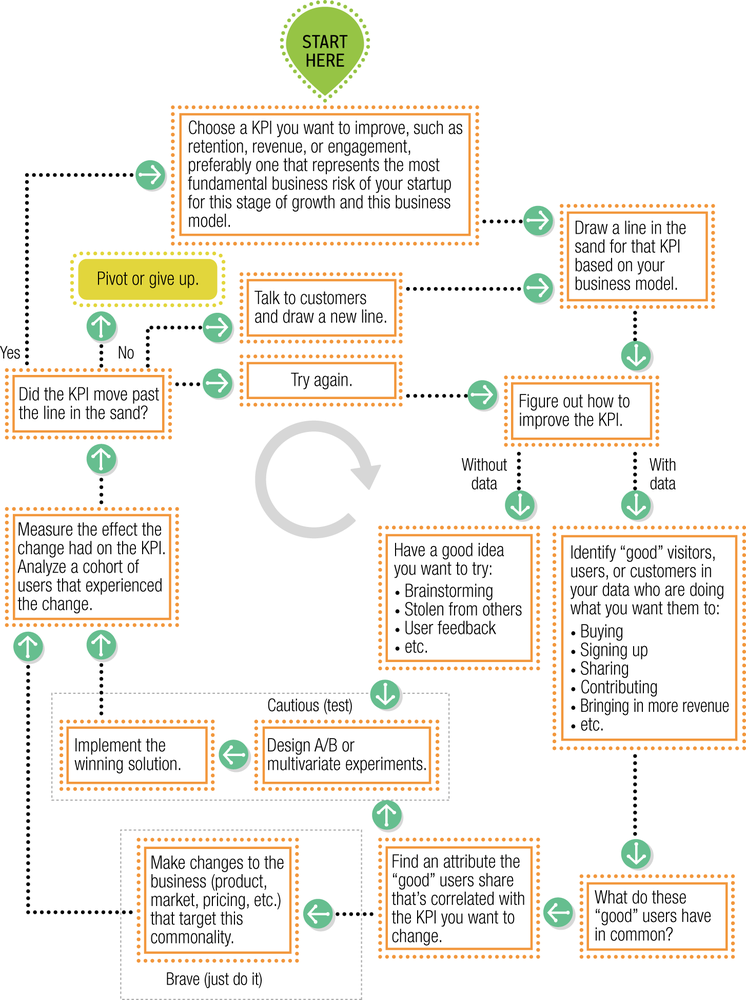 START
HERE
Choose a KPI you want to improve, such as
retention, revenue, or engagement,
preferably one that represents the most
fundamental business risk of your startup
for this stage of growth and this business
model.
Draw a line in the
sand for that KPI
based on your
business model.
Pivot or give up.
Talk to customers
and draw a new line.
Yes
No
Try again.
Did the KPI move past
the line in the sand?
Figure out how to
improve the KPI.
Without
data
With
data
Measure the effect the
change had on the KPI.
Analyze a cohort of
users that experienced
the change.
Have a good idea
you want to try:
• Brainstorming
• Stolen from others
• User feedback
• etc.
Identify “good” visitors,
users, or customers in
your data who are doing
what you want them to:
• Buying
• Signing up
• Sharing
• Contributing
• Bringing in more revenue
• etc.
Cautious (test)
Implement the
winning solution.
Design A/B or
multivariate experiments.
Make changes to the
business (product,
market, pricing, etc.)
that target this
commonality.
Find an attribute the
“good” users share
that’s correlated with
the KPI you want to
change.
What do these
“good” users have
in common?
Brave (just do it)